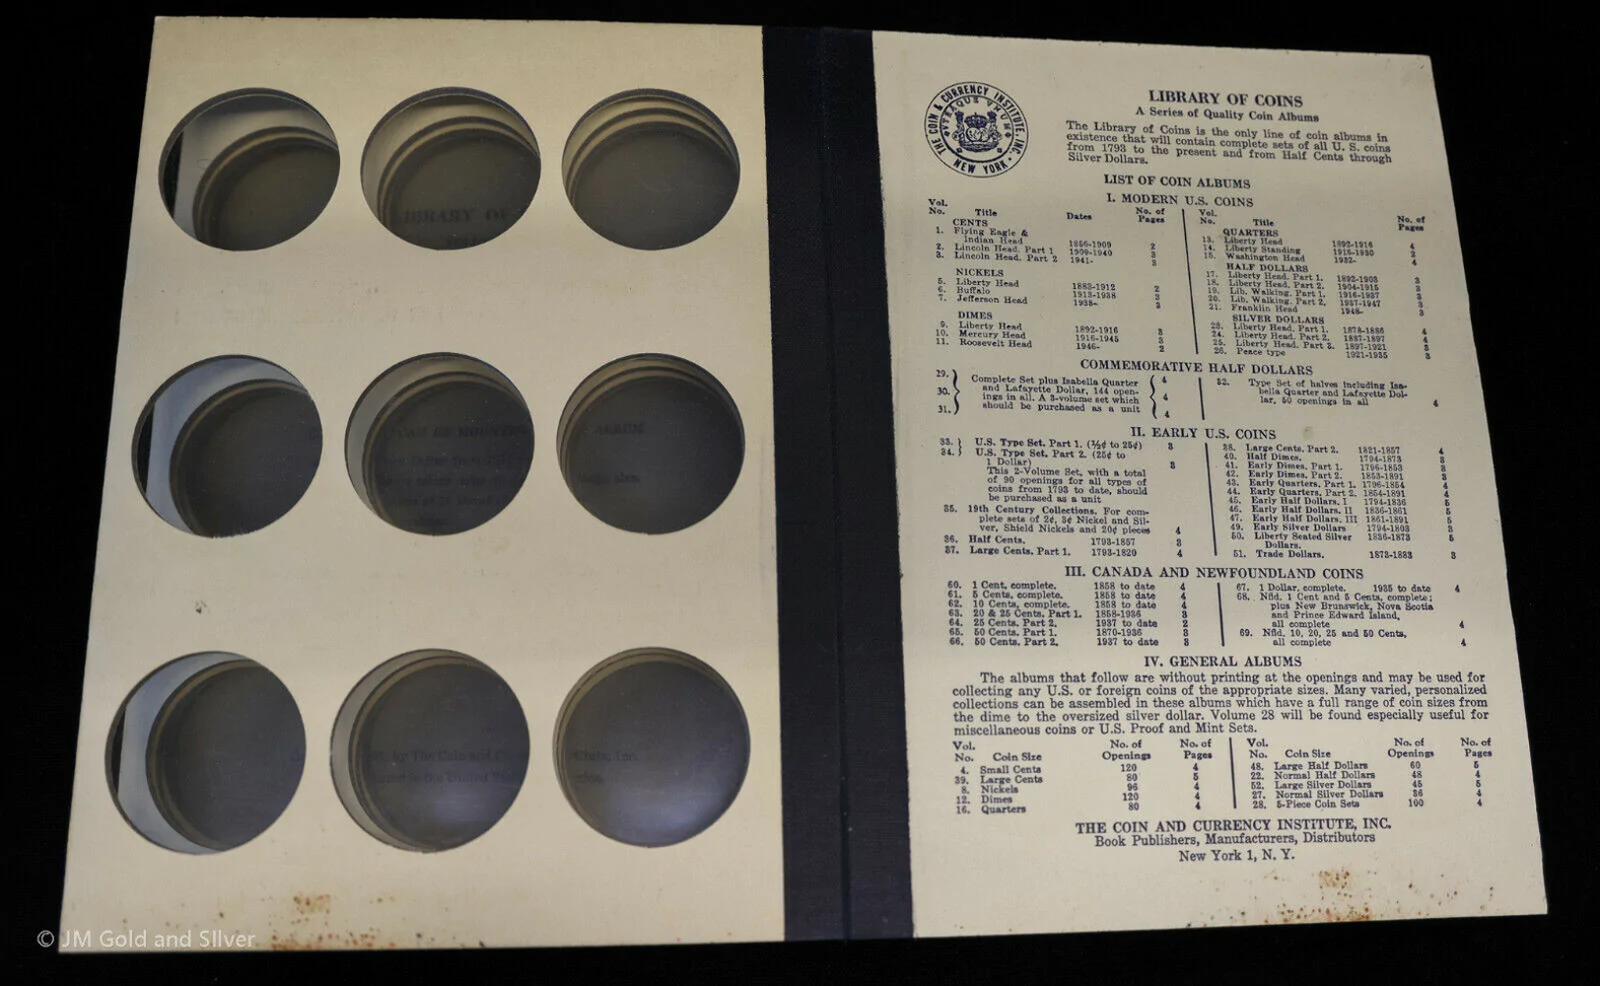 THE COIN & CURRENCY INSTITUTE, INC.
UTRAQUE UNUM
NEW YORK
LIBRARY OF COINS
A Series of Quality Coin Albums
The Library of Coins is the only line of coin albums in
existence that will contain complete sets of all U. S. coins
from 1793 to the present and from Half Cents through
Silver Dollars.
LIST OF COIN ALBUMS
I. MODERN U.S. COINS
Vol. No. Title Dates No. of Pages
CENTS
1. Flying Eagle &
Indian Head 1856-1909 2
2. Lincoln Head. Part 1 1909-1940 3
3. Lincoln Head. Part 2 1941- 3
NICKELS
5. Liberty Head 1883-1912 2
6. Buffalo 1913-1938 3
7. Jefferson Head 1938- 3
DIMES
9. Liberty Head 1892-1916 3
10. Mercury Head 1916-1945 3
11. Roosevelt Head 1946- 2
Vol. No. Title No. of Pages
QUARTERS
13. Liberty Head 1892-1916 4
14. Liberty Standing 1916-1930 2
15. Washington Head 1932- 4
HALF DOLLARS
17. Liberty Head. Part 1. 1892-1903 3
18. Liberty Head. Part 2. 1904-1915 3
19. Lib. Walking. Part 1. 1916-1937 3
20. Lib. Walking. Part 2. 1937-1947 3
21. Franklin Head 1948- 3
SILVER DOLLARS
23. Liberty Head. Part 1. 1878-1886 4
24. Liberty Head. Part 2. 1887-1897 4
25. Liberty Head. Part 3. 1897-1921 3
26. Peace type 1921-1935 3
COMMEMORATIVE HALF DOLLARS
29. } Complete Set plus Isabella Quarter { 4
30. and Lafayette Dollar, 144 open-
ings in all. A 3-volume set which 4
31. } should be purchased as a unit { 4
32. Type Set of halves including Isa-
bella Quarter and Lafayette Dol-
lar, 50 openings in all 4
II. EARLY U.S. COINS
33. } U.S. Type Set. Part 1. (½¢ to 25¢) 3
34. } U.S. Type Set. Part 2. (25¢ to
1 Dollar) 3
This 2-Volume Set, with a total
of 90 openings for all types of
coins from 1793 to date, should
be purchased as a unit
35. 19th Century Collections. For com-
plete sets of 2¢, 3¢ Nickel and Sil-
ver, Shield Nickels and 20¢ pieces 4
36. Half Cents. 1793-1857 3
37. Large Cents. Part 1. 1793-1820 4
38. Large Cents. Part 2. 1821-1857 4
40. Half Dimes. 1794-1873 3
41. Early Dimes. Part 1. 1796-1853 3
42. Early Dimes. Part 2. 1853-1891 3
43. Early Quarters. Part 1. 1796-1854 4
44. Early Quarters. Part 2. 1854-1891 4
45. Early Half Dollars. I 1794-1836 5
46. Early Half Dollars. II 1836-1861 5
47. Early Half Dollars. III 1861-1891 5
49. Early Silver Dollars 1794-1803 3
50. Liberty Seated Silver
Dollars. 1836-1873 5
51. Trade Dollars. 1873-1883 3
III. CANADA AND NEWFOUNDLAND COINS
60. 1 Cent, complete. 1858 to date 4
61. 5 Cents, complete. 1858 to date 4
62. 10 Cents, complete. 1858 to date 4
63. 20 & 25 Cents. Part 1. 1858-1936 3
64. 25 Cents. Part 2. 1937 to date 2
65. 50 Cents. Part 1. 1870-1936 3
66. 50 Cents. Part 2. 1937 to date 3
67. 1 Dollar, complete. 1935 to date 4
68. Nfld. 1 Cent and 5 Cents, complete;
plus New Brunswick, Nova Scotia
and Prince Edward Island,
all complete 4
69. Nfld. 10, 20, 25 and 50 Cents,
all complete 4
IV. GENERAL ALBUMS
The albums that follow are without printing at the openings and may be used for
collecting any U.S. or foreign coins of the appropriate sizes. Many varied, personalized
collections can be assembled in these albums which have a full range of coin sizes from
the dime to the oversized silver dollar. Volume 28 will be found especially useful for
miscellaneous coins or U.S. Proof and Mint Sets.
Vol. No. Coin Size No. of Openings No. of Pages
4. Small Cents 120 4
39. Large Cents 80 5
8. Nickels 96 4
12. Dimes 120 4
16. Quarters 80 4
Vol. No. Coin Size No. of Openings No. of Pages
48. Large Half Dollars 60 5
22. Normal Half Dollars 48 4
52. Large Silver Dollars 45 5
27. Normal Silver Dollars 36 4
28. 5-Piece Coin Sets 100 4
THE COIN AND CURRENCY INSTITUTE, INC.
Book Publishers, Manufacturers, Distributors
New York 1, N. Y.
© JM Gold and Silver